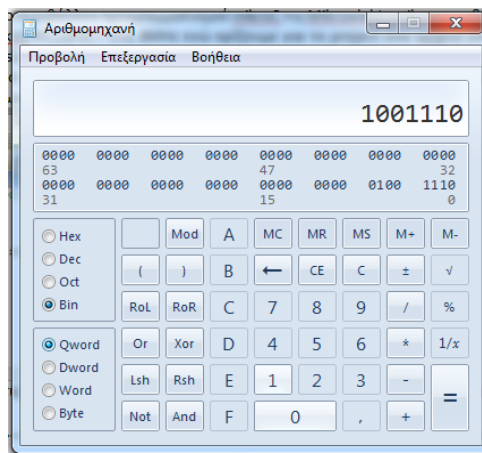 Αριθμομηχανή
Προβολή Επεξεργασία Βοήθεια
1001110
0000 0000 0000 0000 0000 0000 0000 0000
63 47 32
0000 0000 0000 0000 0000 0000 0100 1110
31 15 0
Hex Mod A MC MR MS M+ M-
Dec
Oct ( ) B ← CE C ± √
Bin RoL RoR C 7 8 9 / %
Qword Or Xor D 4 5 6 * 1/x
Dword
Word Lsh Rsh E 1 2 3 - =
Byte Not And F 0 , +